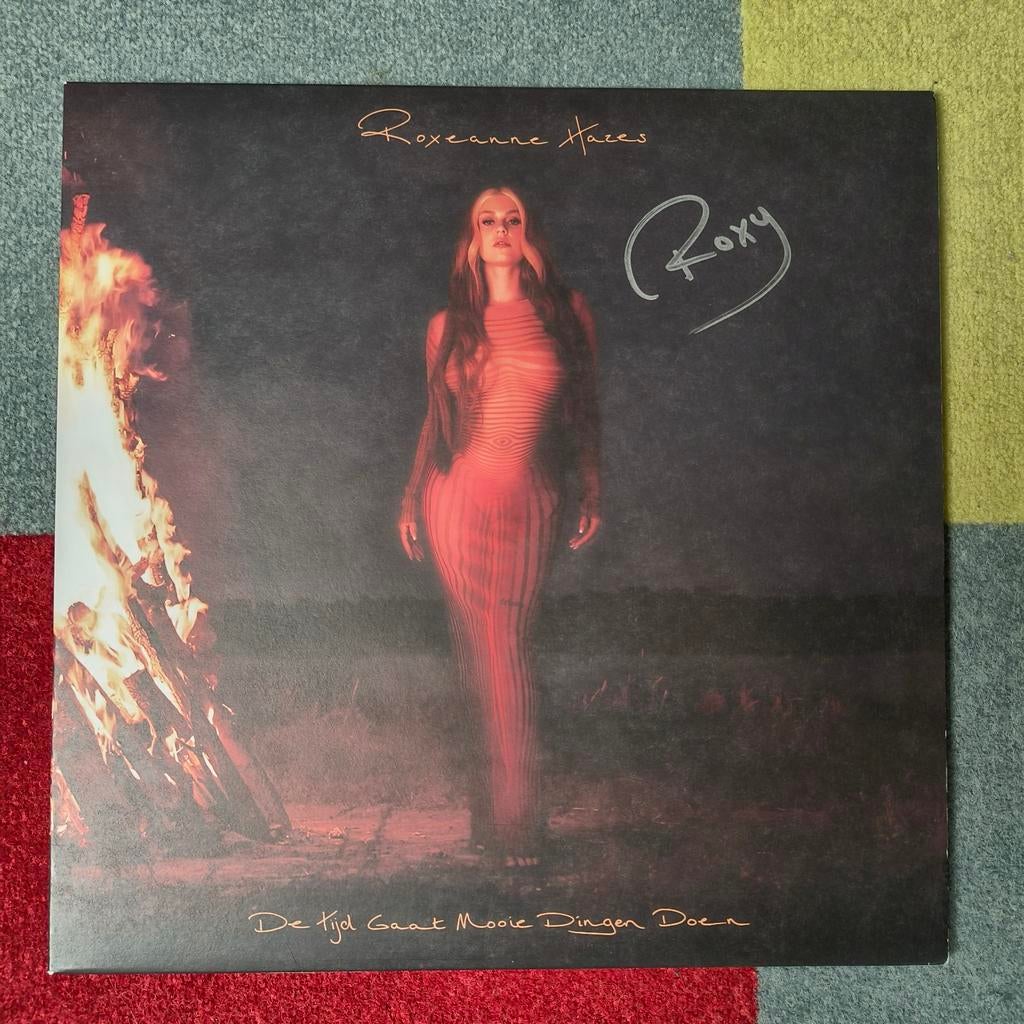 Roxeanne Hazes
Roxy
De tijd Gaat Mooie Dingen Doen